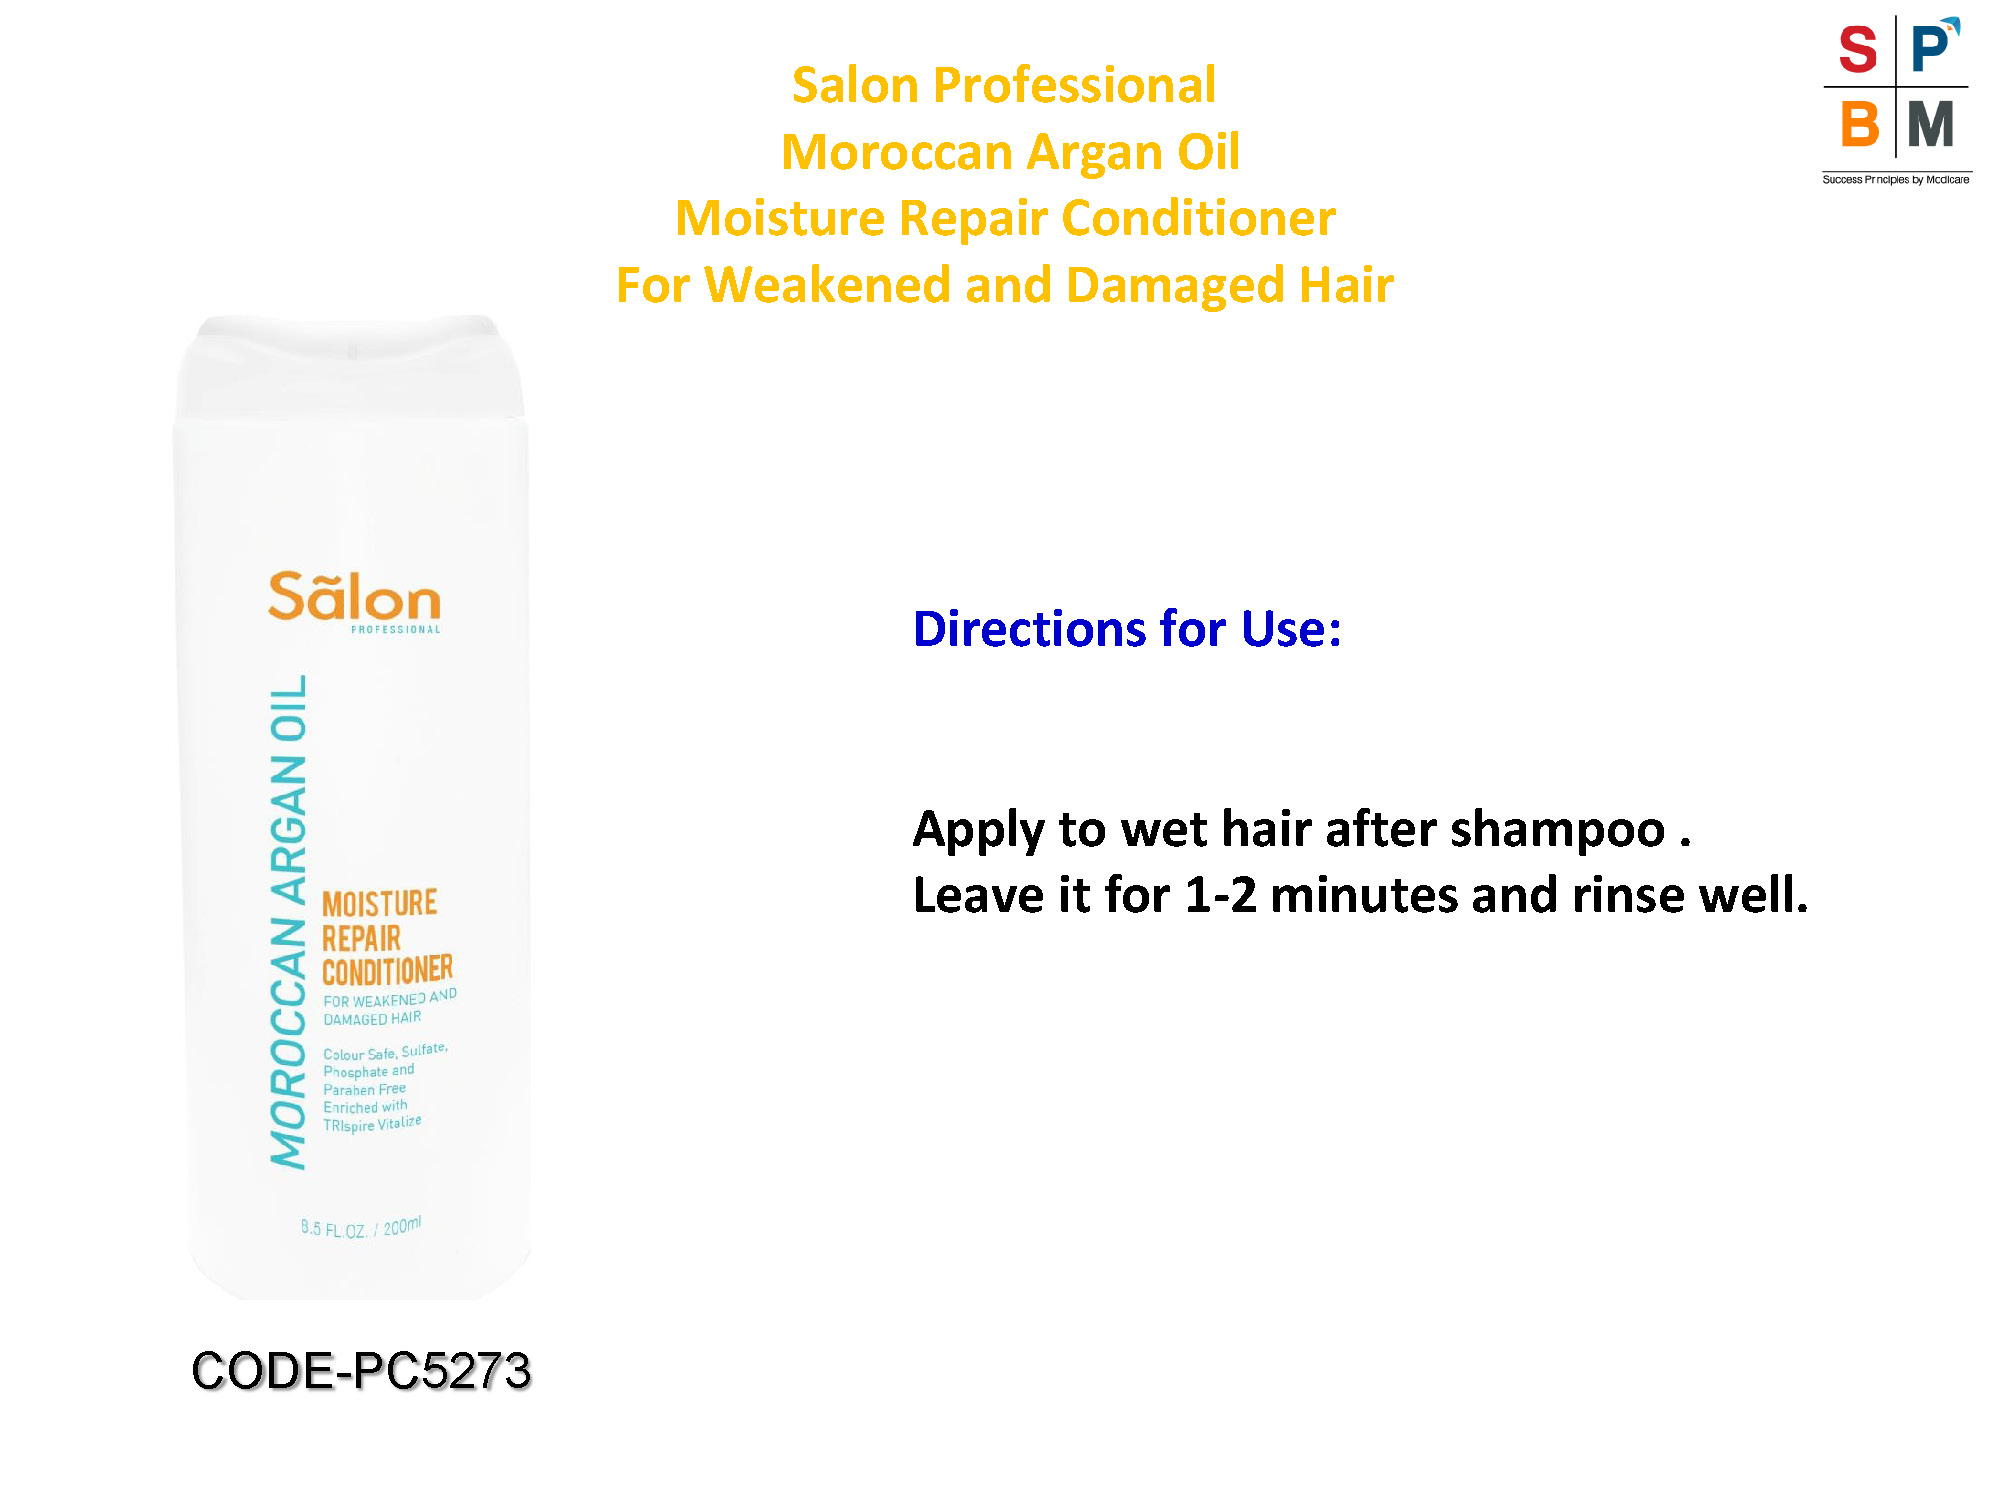 S P
B M
Success Principles by Modicare
Salon Professional
Moroccan Argan Oil
Moisture Repair Conditioner
For Weakened and Damaged Hair
Sãlon
PROFESSIONAL
MOROCCAN ARGAN OIL
MOISTURE
REPAIR
CONDITIONER
FOR WEAKENED AND
DAMAGED HAIR
Colour Safe, Sulfate,
Phosphate and
Paraben Free
Enriched with
TRIspire Vitalize
8.5 FL.OZ. / 200ml
Directions for Use:
Apply to wet hair after shampoo .
Leave it for 1-2 minutes and rinse well.
CODE-PC5273